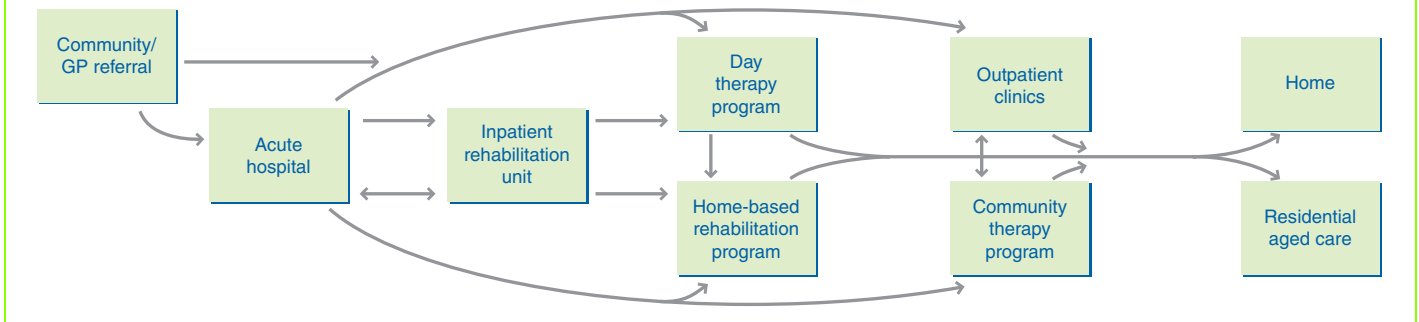 Community/
GP referral
Acute
hospital
Inpatient
rehabilitation
unit
Day
therapy
program
Home-based
rehabilitation
program
Outpatient
clinics
Community
therapy
program
Home
Residential
aged care